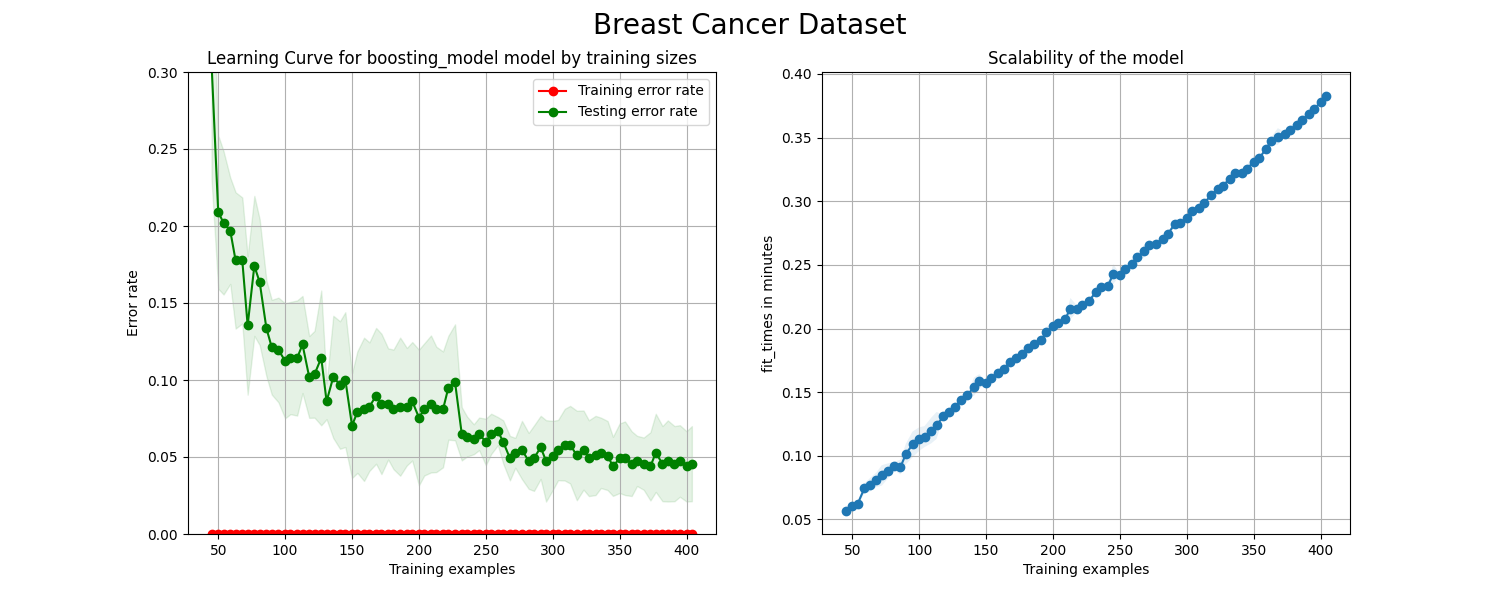 Breast Cancer Dataset
Learning Curve for boosting_model model by training sizes
0.30
0.25
0.20
0.15
0.10
0.05
0.00
Error rate
50 100 150 200 250 300 350 400
Training examples
Training error rate
Testing error rate
Scalability of the model
0.40
0.35
0.30
0.25
0.20
0.15
0.10
0.05
fit_times in minutes
50 100 150 200 250 300 350 400
Training examples